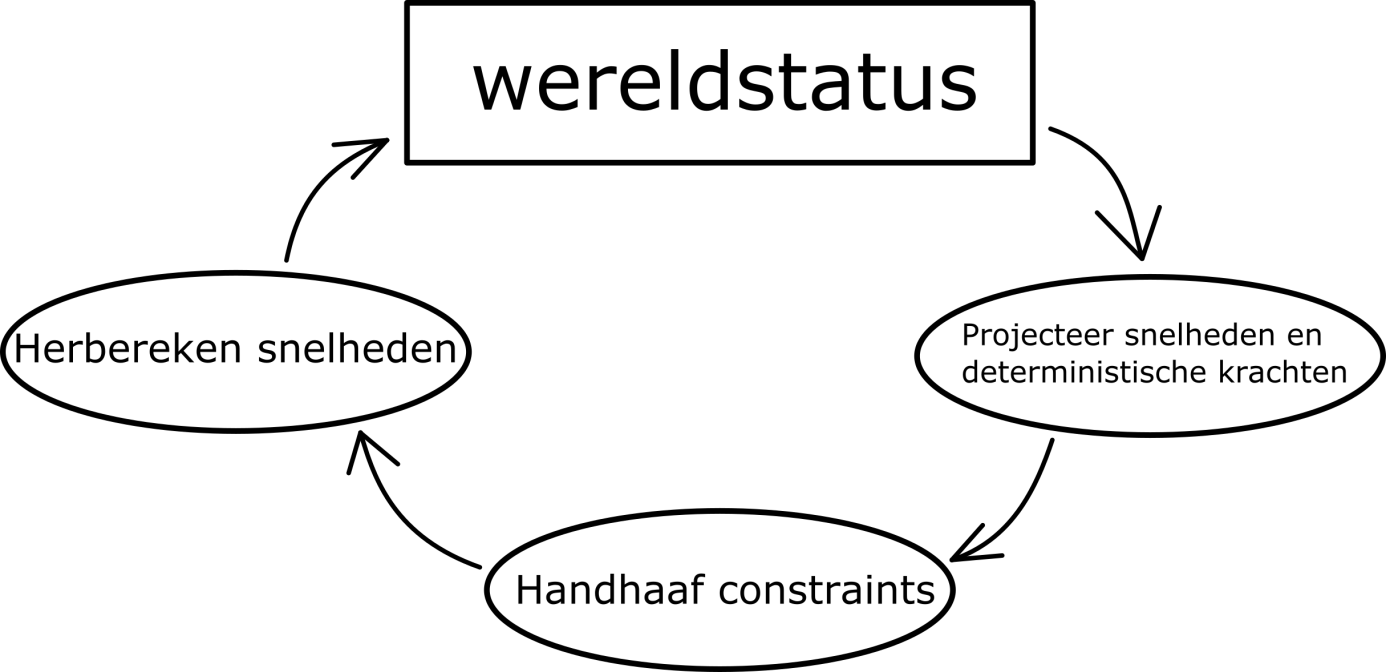 wereldstatus
Projecteer snelheden en
deterministische krachten
Handhaaf constraints
Herbereken snelheden